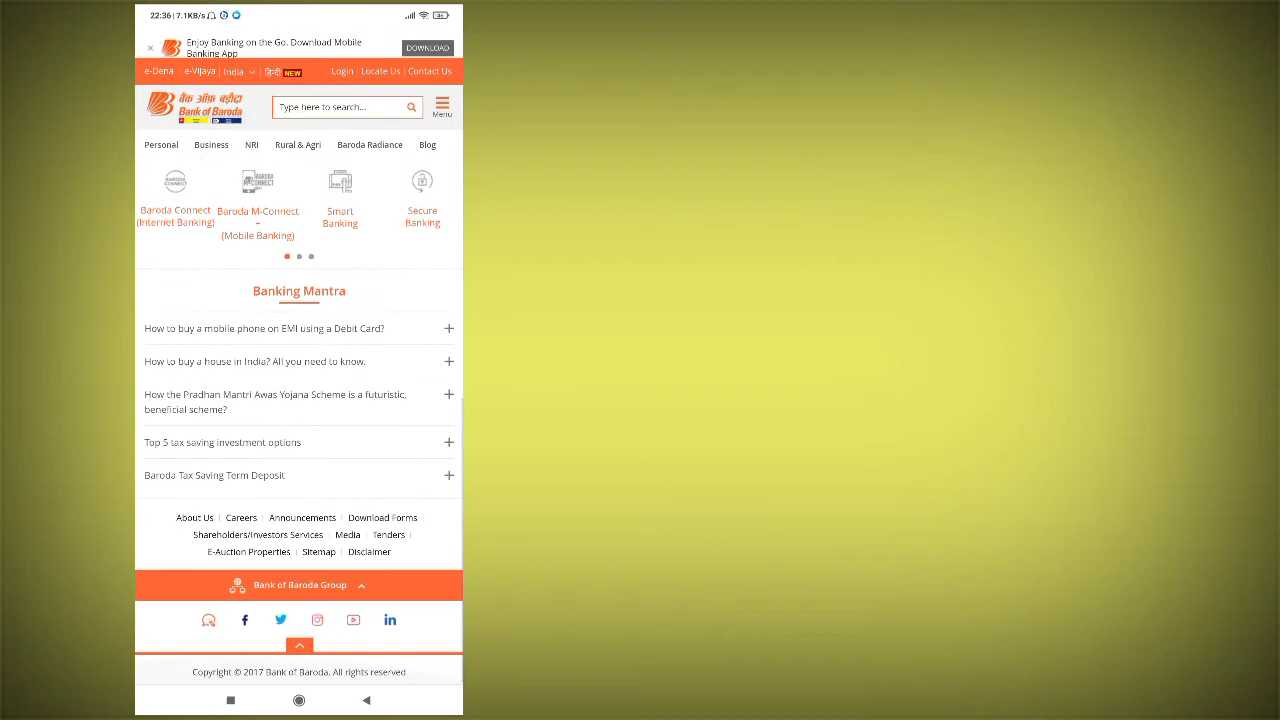 22:36 | 7.1KB/s
46
Enjoy Banking on the Go. Download Mobile
Banking App
DOWNLOAD
e-Dena | e-Vijaya | India | हिन्दी NEW
Login | Locate Us | Contact Us
बैंक ऑफ़ बड़ौदा
Bank of Baroda
Type here to search...
Menu
Personal Business NRI Rural & Agri Baroda Radiance Blog
BARODA CONNECT
BARODA M-CONNECT
PAY
Baroda Connect
(Internet Banking)
Baroda M-Connect
+
(Mobile Banking)
Smart
Banking
Secure
Banking
Banking Mantra
How to buy a mobile phone on EMI using a Debit Card?
How to buy a house in India? All you need to know.
How the Pradhan Mantri Awas Yojana Scheme is a futuristic,
beneficial scheme?
Top 5 tax saving investment options
Baroda Tax Saving Term Deposit
About Us | Careers | Announcements | Download Forms |
Shareholders/Investors Services | Media | Tenders |
E-Auction Properties | Sitemap | Disclaimer
Bank of Baroda Group
Copyright © 2017 Bank of Baroda. All rights reserved